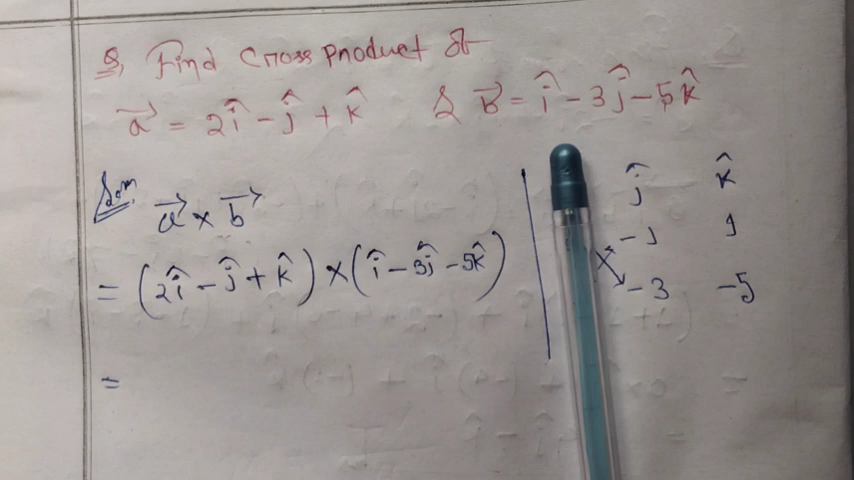 Q, Find Cross product of
a⃗ = 2î - ĵ + k̂ & b⃗ = î - 3ĵ - 5k̂
Soln,
a⃗ × b⃗
= (2î - ĵ + k̂) × (î - 3ĵ - 5k̂)
=
ĵ k̂
-1 1
-3 -5